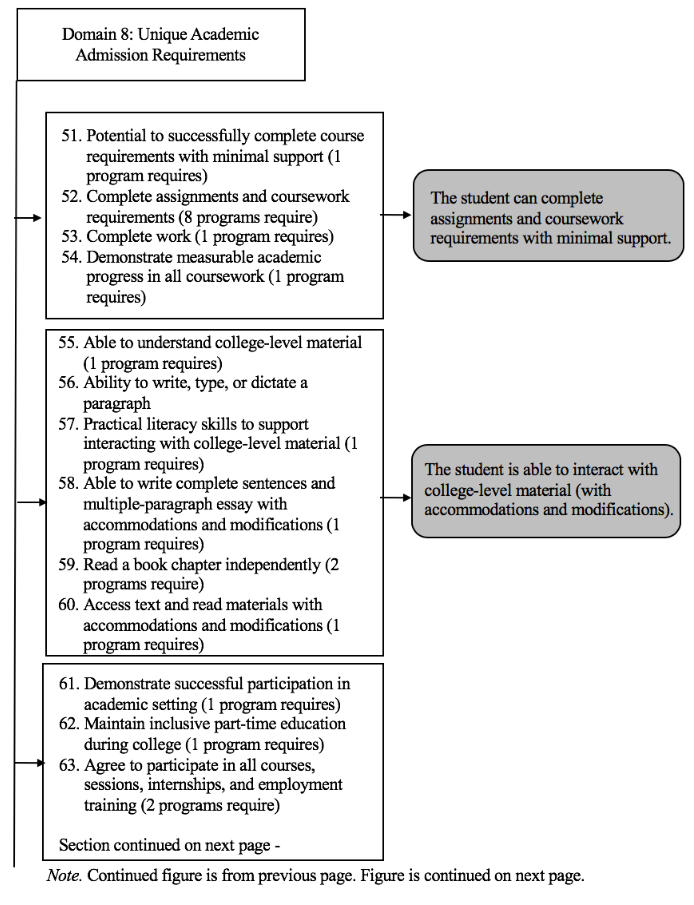 Domain 8: Unique Academic
Admission Requirements
51. Potential to successfully complete course
requirements with minimal support (1
program requires)
52. Complete assignments and coursework
requirements (8 programs require)
53. Complete work (1 program requires)
54. Demonstrate measurable academic
progress in all coursework (1 program
requires)
The student can complete
assignments and coursework
requirements with minimal support.
55. Able to understand college-level material
(1 program requires)
56. Ability to write, type, or dictate a
paragraph
57. Practical literacy skills to support
interacting with college-level material (1
program requires)
58. Able to write complete sentences and
multiple-paragraph essay with
accommodations and modifications (1
program requires)
59. Read a book chapter independently (2
programs require)
60. Access text and read materials with
accommodations and modifications (1
program requires)
The student is able to interact with
college-level material (with
accommodations and modifications).
61. Demonstrate successful participation in
academic setting (1 program requires)
62. Maintain inclusive part-time education
during college (1 program requires)
63. Agree to participate in all courses,
sessions, internships, and employment
training (2 programs require)
Section continued on next page -
Note. Continued figure is from previous page. Figure is continued on next page.